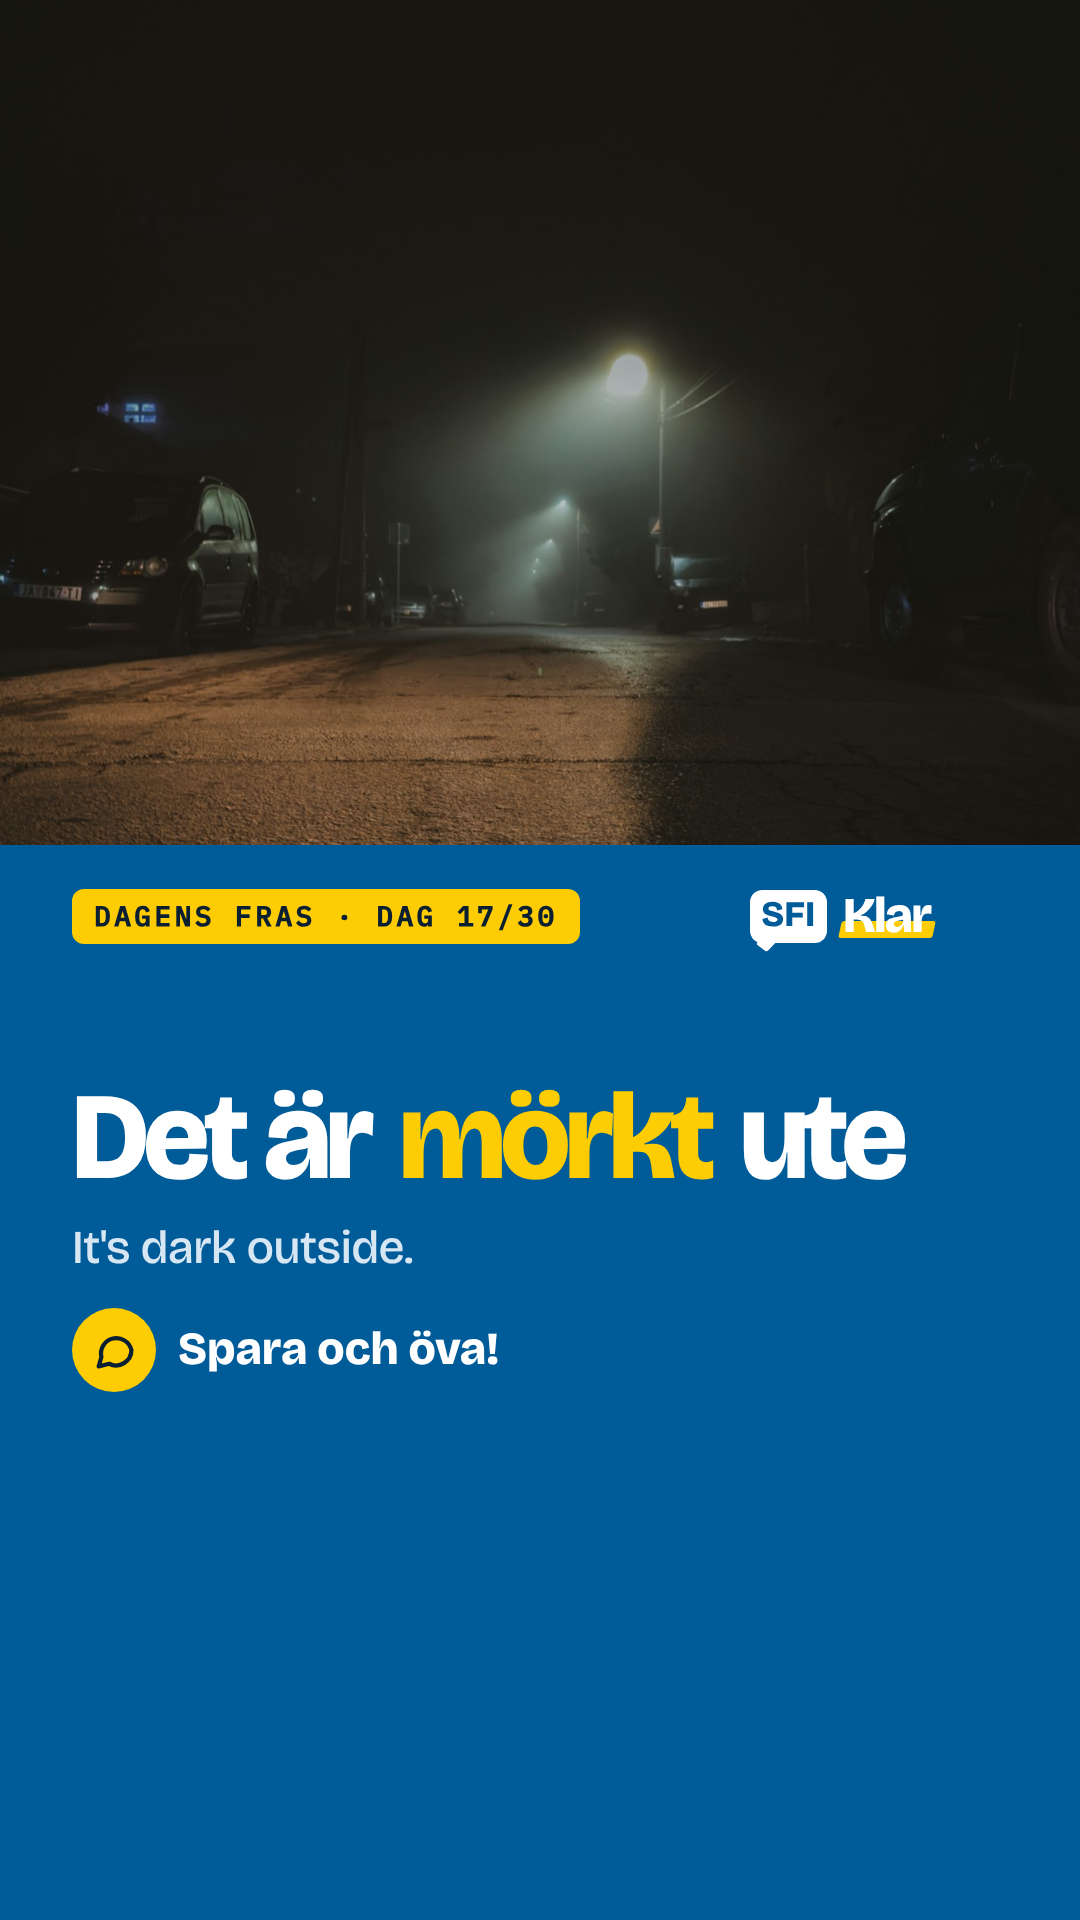 DAGENS FRAS · DAG 17/30
SFI Klar
Det är mörkt ute
It's dark outside.
Spara och öva!